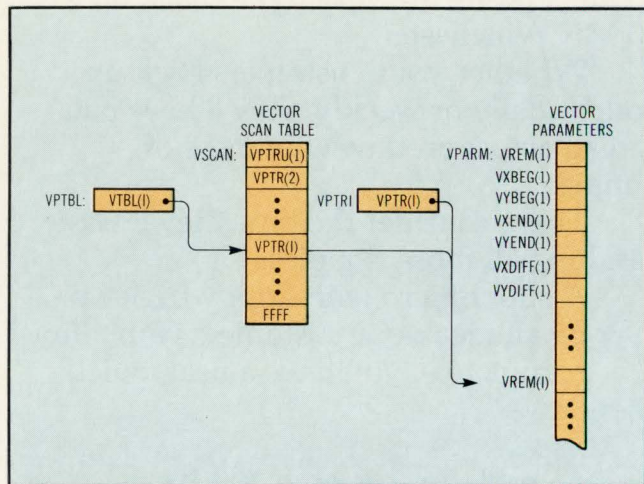 VECTOR
SCAN TABLE
VECTOR
PARAMETERS
VSCAN:
VPTRU(1)
VPTR(2)
VPTR(I)
FFFF
VPTBL:
VTBL(I)
VPTRI
VPTR(I)
VPARM:
VREM(1)
VXBEG(1)
VYBEG(1)
VXEND(1)
VYEND(1)
VXDIFF(1)
VYDIFF(1)
VREM(I)